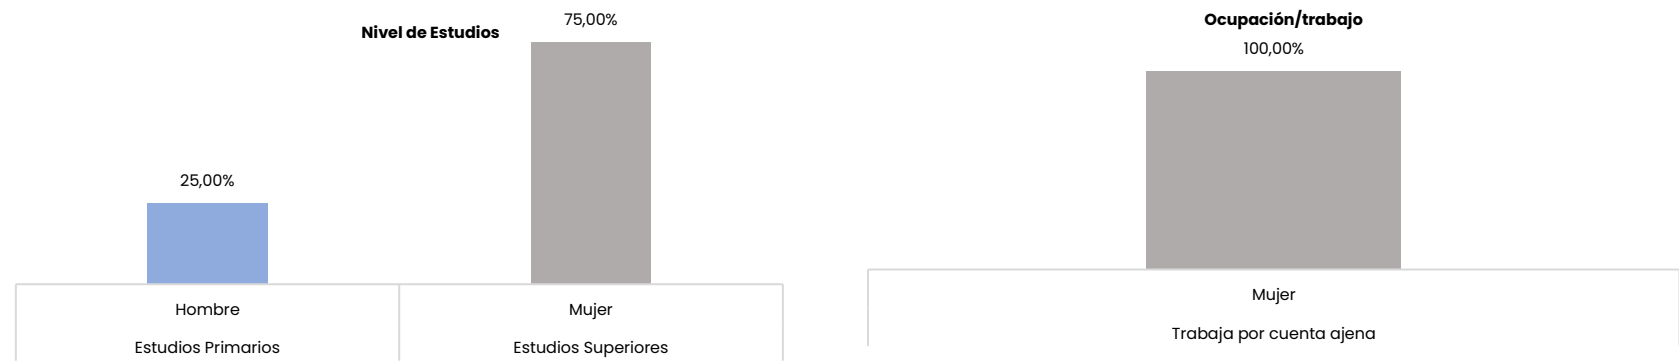 Nivel de Estudios
75,00%
25,00%
Hombre
Mujer
Estudios Primarios
Estudios Superiores
Ocupación/trabajo
100,00%
Mujer
Trabaja por cuenta ajena